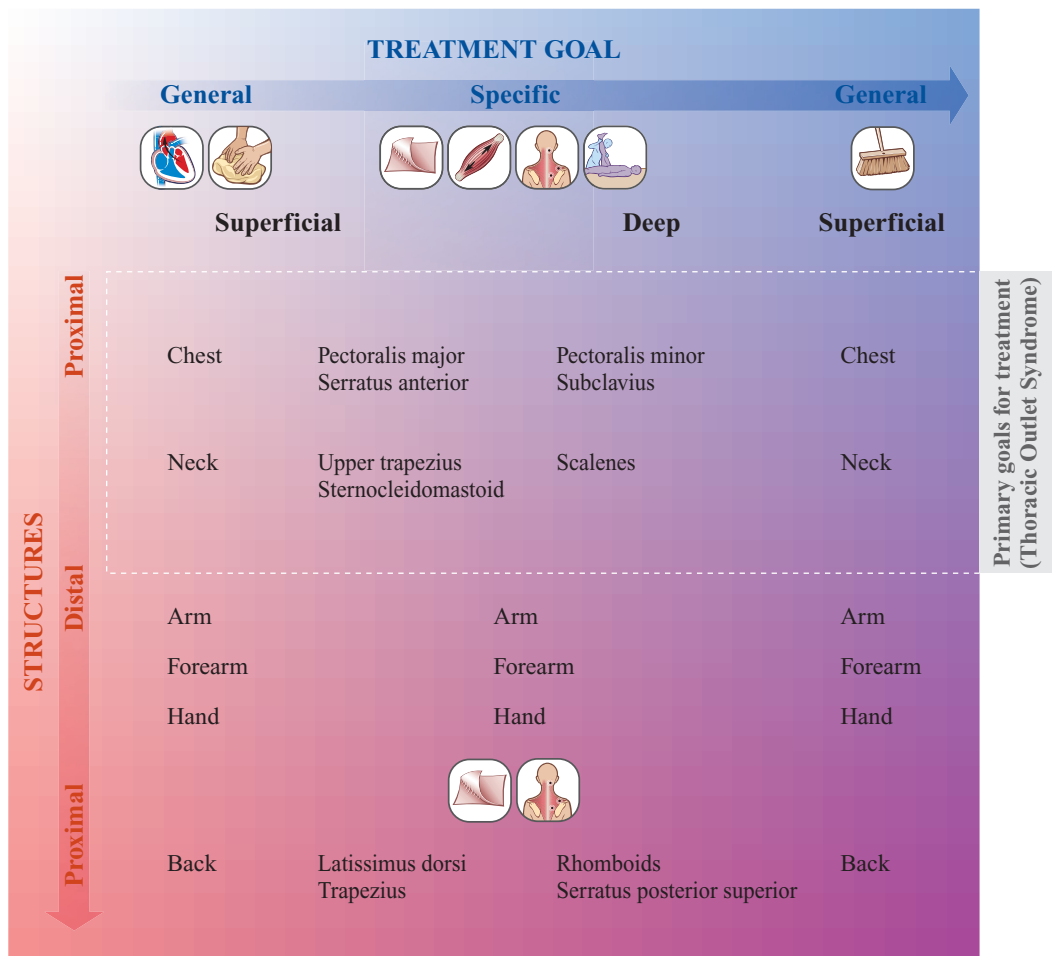 TREATMENT GOAL
General Specific General
Superficial Deep Superficial
Proximal
Chest Pectoralis major Pectoralis minor Chest
Serratus anterior Subclavius
Neck Upper trapezius Scalenes Neck
Sternocleidomastoid
Primary goals for treatment
(Thoracic Outlet Syndrome)
STRUCTURES
Distal
Arm Arm Arm
Forearm Forearm Forearm
Hand Hand Hand
Proximal
Back Latissimus dorsi Rhomboids Back
Trapezius Serratus posterior superior